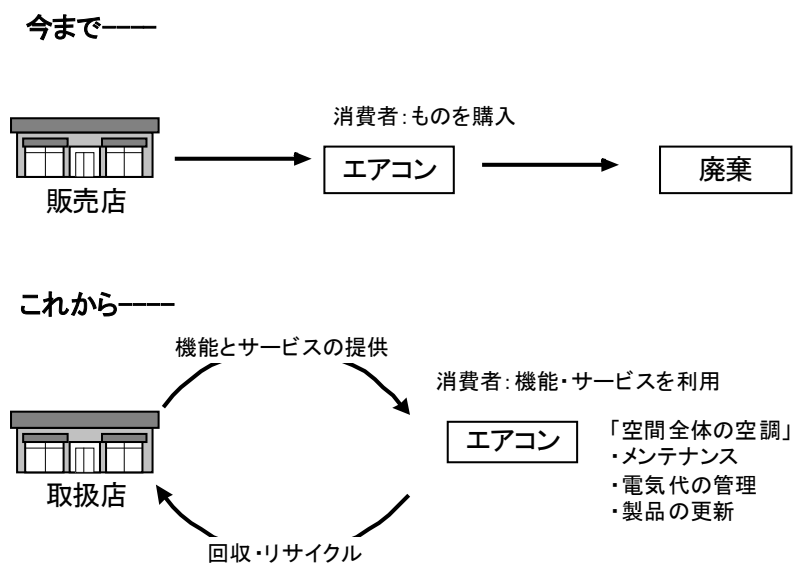 今まで----
消費者：ものを購入
エアコン
廃棄
販売店
これから----
機能とサービスの提供
消費者：機能・サービスを利用
エアコン
「空間全体の空調」
・メンテナンス
・電気代の管理
・製品の更新
取扱店
回収・リサイクル